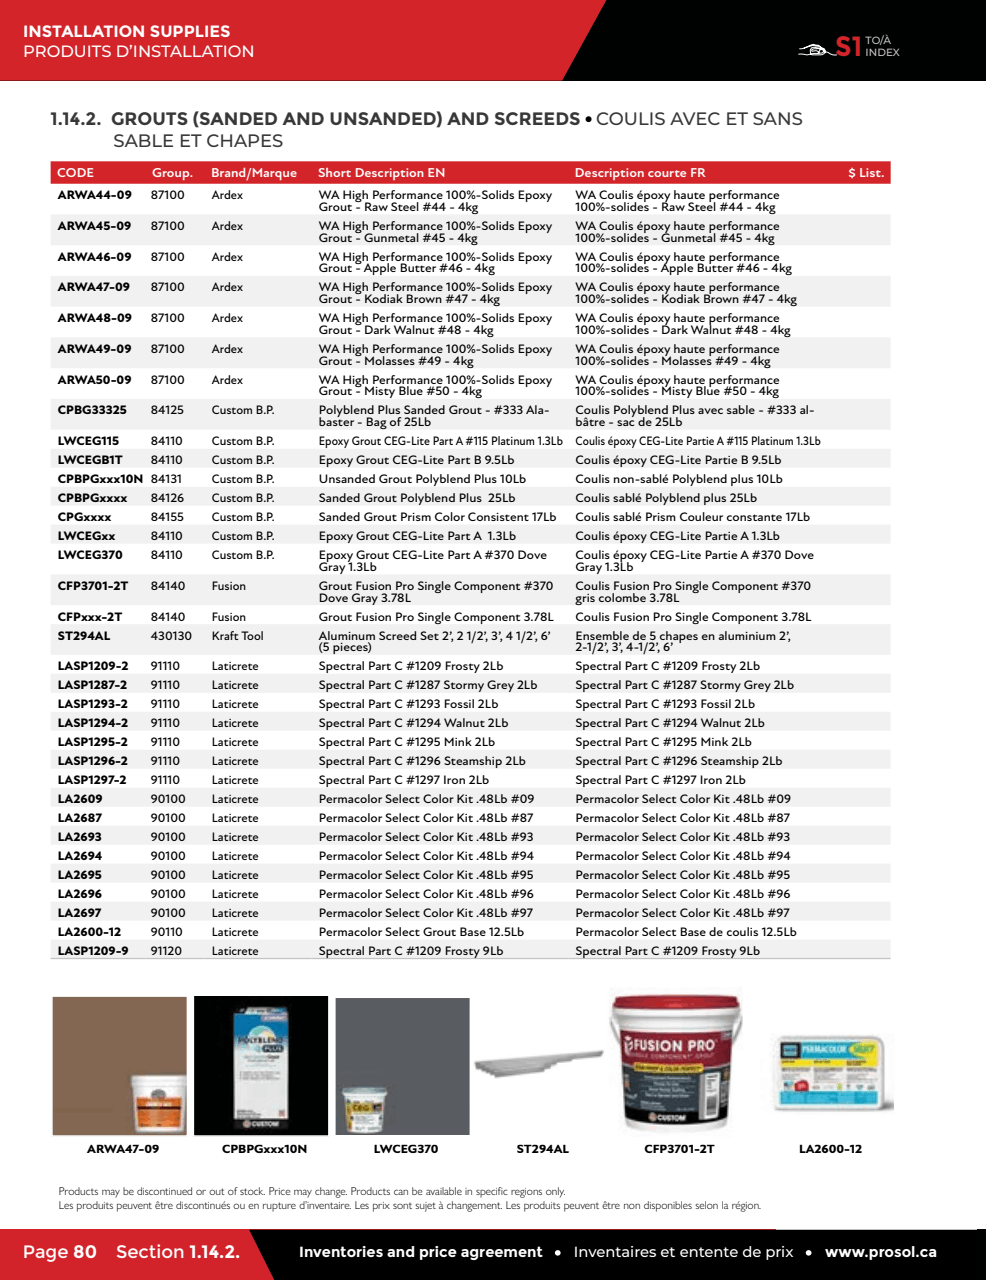 INSTALLATION SUPPLIES
PRODUITS D’INSTALLATION
S1 TO/À
INDEX
1.14.2. GROUTS (SANDED AND UNSANDED) AND SCREEDS • COULIS AVEC ET SANS
SABLE ET CHAPES
CODE Group. Brand/Marque Short Description EN Description courte FR $ List.
ARWA44-09 87100 Ardex WA High Performance 100%-Solids Epoxy WA Coulis époxy haute performance
Grout - Raw Steel #44 - 4kg 100%-solides - Raw Steel #44 - 4kg
ARWA45-09 87100 Ardex WA High Performance 100%-Solids Epoxy WA Coulis époxy haute performance
Grout - Gunmetal #45 - 4kg 100%-solides - Gunmetal #45 - 4kg
ARWA46-09 87100 Ardex WA High Performance 100%-Solids Epoxy WA Coulis époxy haute performance
Grout - Apple Butter #46 - 4kg 100%-solides - Apple Butter #46 - 4kg
ARWA47-09 87100 Ardex WA High Performance 100%-Solids Epoxy WA Coulis époxy haute performance
Grout - Kodiak Brown #47 - 4kg 100%-solides - Kodiak Brown #47 - 4kg
ARWA48-09 87100 Ardex WA High Performance 100%-Solids Epoxy WA Coulis époxy haute performance
Grout - Dark Walnut #48 - 4kg 100%-solides - Dark Walnut #48 - 4kg
ARWA49-09 87100 Ardex WA High Performance 100%-Solids Epoxy WA Coulis époxy haute performance
Grout - Molasses #49 - 4kg 100%-solides - Molasses #49 - 4kg
ARWA50-09 87100 Ardex WA High Performance 100%-Solids Epoxy WA Coulis époxy haute performance
Grout - Misty Blue #50 - 4kg 100%-solides - Misty Blue #50 - 4kg
CPBG33325 84125 Custom B.P. Polyblend Plus Sanded Grout - #333 Ala- Coulis Polyblend Plus avec sable - #333 al-
baster - Bag of 25Lb bâtre - sac de 25Lb
LWCEG115 84110 Custom B.P. Epoxy Grout CEG-Lite Part A #115 Platinum 1.3Lb Coulis époxy CEG-Lite Partie A #115 Platinum 1.3Lb
LWCEGB1T 84110 Custom B.P. Epoxy Grout CEG-Lite Part B 9.5Lb Coulis époxy CEG-Lite Partie B 9.5Lb
CPBPGxxx10N 84131 Custom B.P. Unsanded Grout Polyblend Plus 10Lb Coulis non-sablé Polyblend plus 10Lb
CPBPGxxxx 84126 Custom B.P. Sanded Grout Polyblend Plus 25Lb Coulis sablé Polyblend plus 25Lb
CPGxxxx 84155 Custom B.P. Sanded Grout Prism Color Consistent 17Lb Coulis sablé Prism Couleur constante 17Lb
LWCEGxx 84110 Custom B.P. Epoxy Grout CEG-Lite Part A 1.3Lb Coulis époxy CEG-Lite Partie A 1.3Lb
LWCEG370 84110 Custom B.P. Epoxy Grout CEG-Lite Part A #370 Dove Coulis époxy CEG-Lite Partie A #370 Dove
Gray 1.3Lb Gray 1.3Lb
CFP3701-2T 84140 Fusion Grout Fusion Pro Single Component #370 Coulis Fusion Pro Single Component #370
Dove Gray 3.78L gris colombe 3.78L
CFPxxx-2T 84140 Fusion Grout Fusion Pro Single Component 3.78L Coulis Fusion Pro Single Component 3.78L
ST294AL 430130 Kraft Tool Aluminum Screed Set 2’, 2 1/2’, 3’, 4 1/2’, 6’ Ensemble de 5 chapes en aluminium 2’,
(5 pieces) 2-1/2’, 3’, 4-1/2’, 6’
LASP1209-2 91110 Laticrete Spectral Part C #1209 Frosty 2Lb Spectral Part C #1209 Frosty 2Lb
LASP1287-2 91110 Laticrete Spectral Part C #1287 Stormy Grey 2Lb Spectral Part C #1287 Stormy Grey 2Lb
LASP1293-2 91110 Laticrete Spectral Part C #1293 Fossil 2Lb Spectral Part C #1293 Fossil 2Lb
LASP1294-2 91110 Laticrete Spectral Part C #1294 Walnut 2Lb Spectral Part C #1294 Walnut 2Lb
LASP1295-2 91110 Laticrete Spectral Part C #1295 Mink 2Lb Spectral Part C #1295 Mink 2Lb
LASP1296-2 91110 Laticrete Spectral Part C #1296 Steamship 2Lb Spectral Part C #1296 Steamship 2Lb
LASP1297-2 91110 Laticrete Spectral Part C #1297 Iron 2Lb Spectral Part C #1297 Iron 2Lb
LA2609 90100 Laticrete Permacolor Select Color Kit .48Lb #09 Permacolor Select Color Kit .48Lb #09
LA2687 90100 Laticrete Permacolor Select Color Kit .48Lb #87 Permacolor Select Color Kit .48Lb #87
LA2693 90100 Laticrete Permacolor Select Color Kit .48Lb #93 Permacolor Select Color Kit .48Lb #93
LA2694 90100 Laticrete Permacolor Select Color Kit .48Lb #94 Permacolor Select Color Kit .48Lb #94
LA2695 90100 Laticrete Permacolor Select Color Kit .48Lb #95 Permacolor Select Color Kit .48Lb #95
LA2696 90100 Laticrete Permacolor Select Color Kit .48Lb #96 Permacolor Select Color Kit .48Lb #96
LA2697 90100 Laticrete Permacolor Select Color Kit .48Lb #97 Permacolor Select Color Kit .48Lb #97
LA2600-12 90110 Laticrete Permacolor Select Grout Base 12.5Lb Permacolor Select Base de coulis 12.5Lb
LASP1209-9 91120 Laticrete Spectral Part C #1209 Frosty 9Lb Spectral Part C #1209 Frosty 9Lb
POLYBLEND
PLUS
CUSTOM
CEG
FUSION PRO
SINGLE COMPONENT GROUT
CUSTOM
PERMACOLOR
ARWA47-09 CPBPGxxx10N LWCEG370 ST294AL CFP3701-2T LA2600-12
Products may be discontinued or out of stock. Price may change. Products can be available in specific regions only.
Les produits peuvent être discontinués ou en rupture d’inventaire. Les prix sont sujet à changement. Les produits peuvent être non disponibles selon la région.
Page 80 Section 1.14.2. Inventories and price agreement • Inventaires et entente de prix • www.prosol.ca